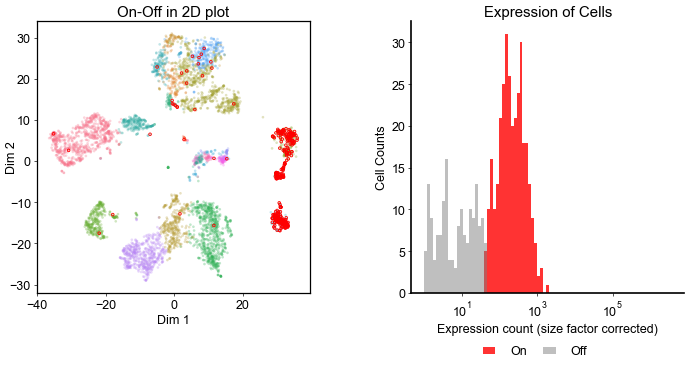 On-Off in 2D plot
Dim 2
30
20
10
0
−10
−20
−30
−40
−20
0
20
Dim 1
Expression of Cells
Cell Counts
30
25
20
15
10
5
0
10^1
10^3
10^5
Expression count (size factor corrected)
On
Off